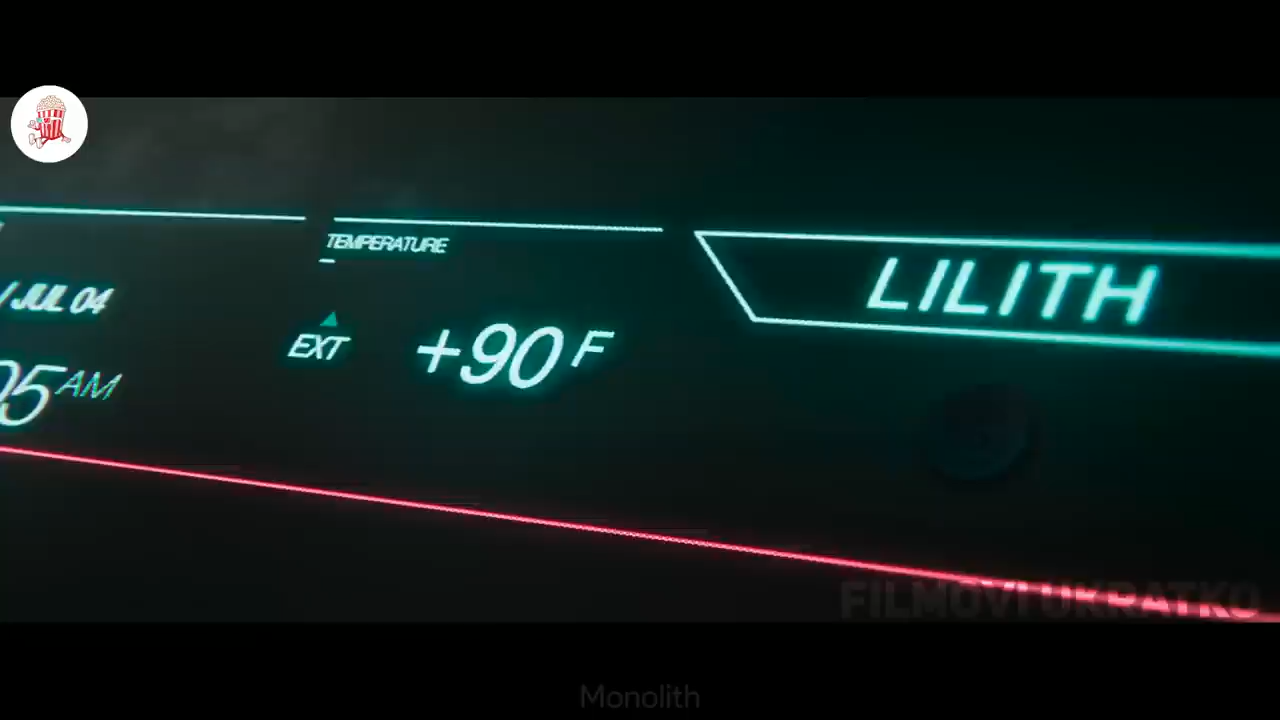 TEMPERATURE
LILITH
/ JUL 04
EXT +90 F
05 AM
FILMOVI UKRATKO
Monolith